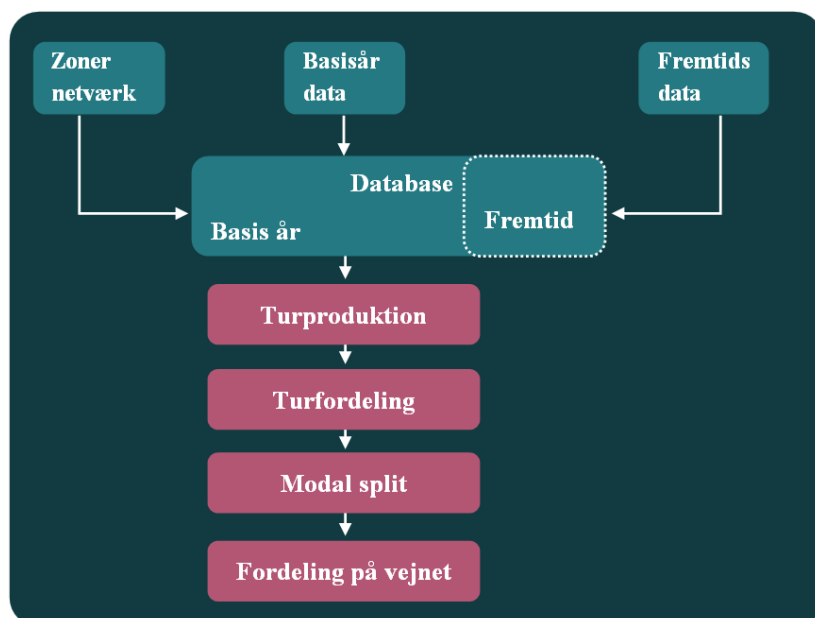 Zoner
netværk
Basisår
data
Fremtids
data
Database
Fremtid
Basis år
Turproduktion
Turfordeling
Modal split
Fordeling på vejnet